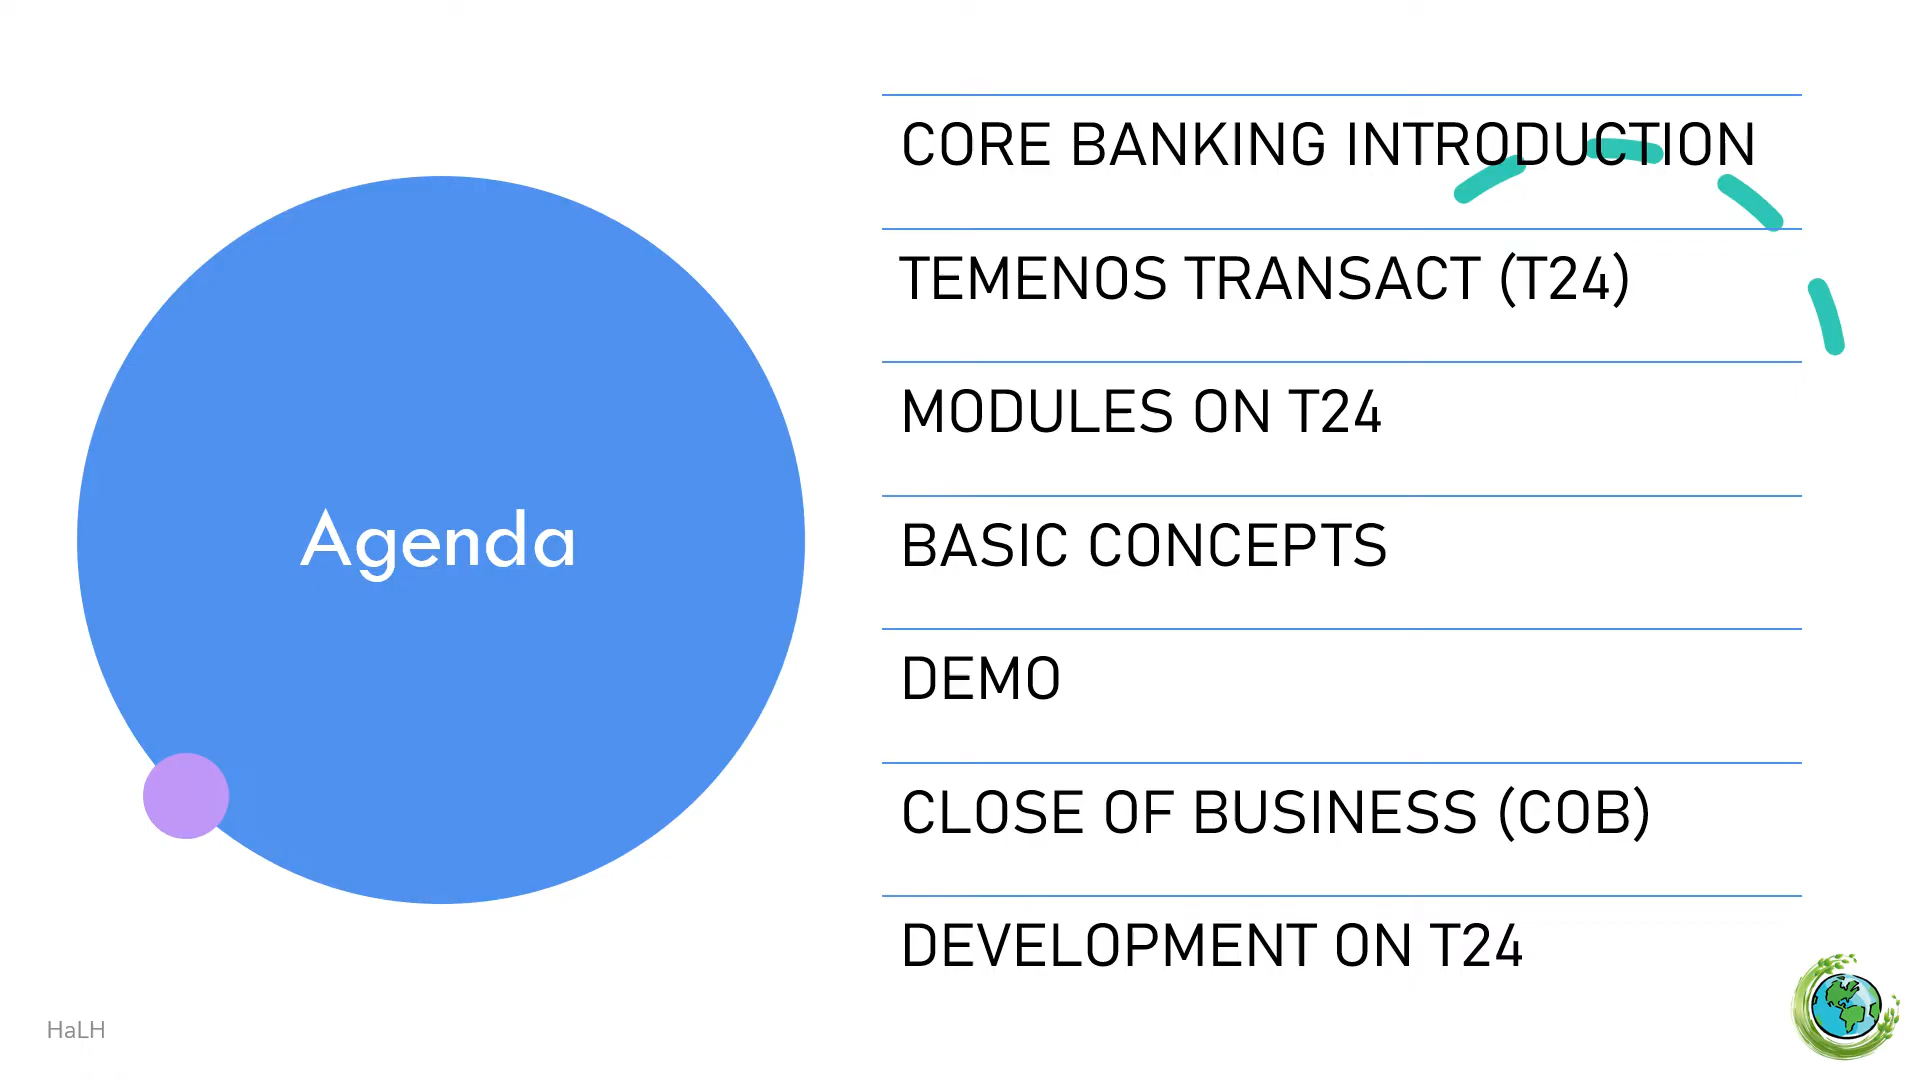 Agenda
CORE BANKING INTRODUCTION
TEMENOS TRANSACT (T24)
MODULES ON T24
BASIC CONCEPTS
DEMO
CLOSE OF BUSINESS (COB)
DEVELOPMENT ON T24
HaLH